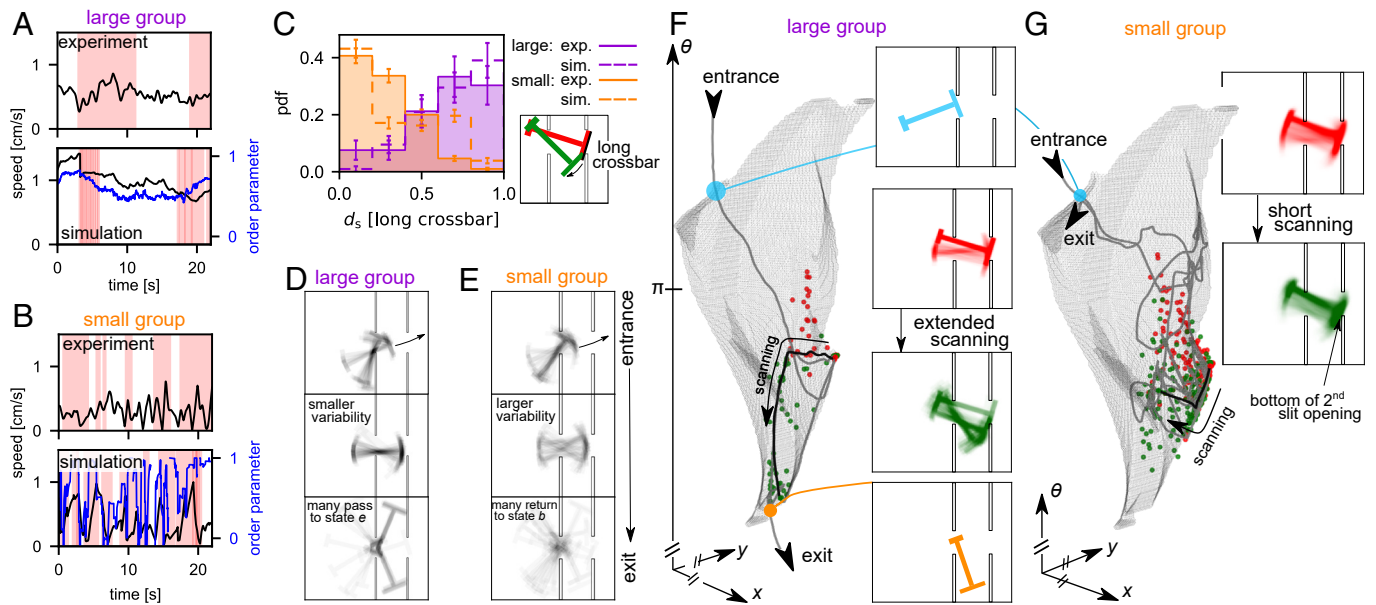 A
large group
experiment
1
0
speed (cm/s)
1
0
1
0
order parameter
simulation
0
10
20
time [s]
B
small group
experiment
1
0
speed [cm/s]
simulation
1
0
1
0
order parameter
0
10
20
time [s]
C
0.4
0.2
0.0
pdf
0.0
0.5
1.0
ds [long crossbar]
large: exp.
sim.
small: exp.
sim.
long
crossbar
D
large group
smaller
variability
many pass
to state e
E
small group
larger
variability
many return
to state b
entrance
exit
F
large group
θ
entrance
π
scanning
exit
y
x
extended
scanning
G
small group
entrance
exit
short
scanning
bottom of 2nd
slit opening
scanning
θ
y
x